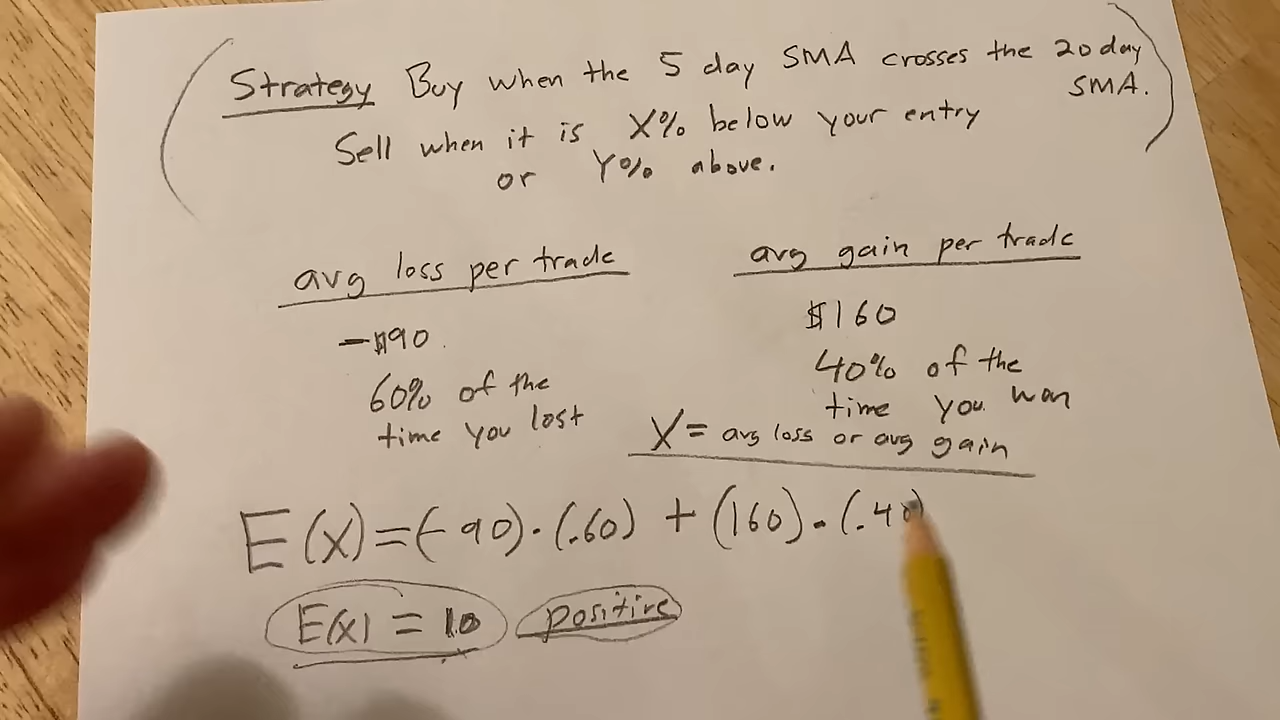 Strategy Buy when the 5 day SMA crosses the 20 day
SMA.
Sell when it is X% below your entry
or Y% above.
avg loss per trade
-$90
60% of the
time you lost
avg gain per trade
$160
40% of the
time you won
X = avg loss or avg gain
E(X)=(-90)·(.60) + (160)·(.40)
E(X) = 10 positive